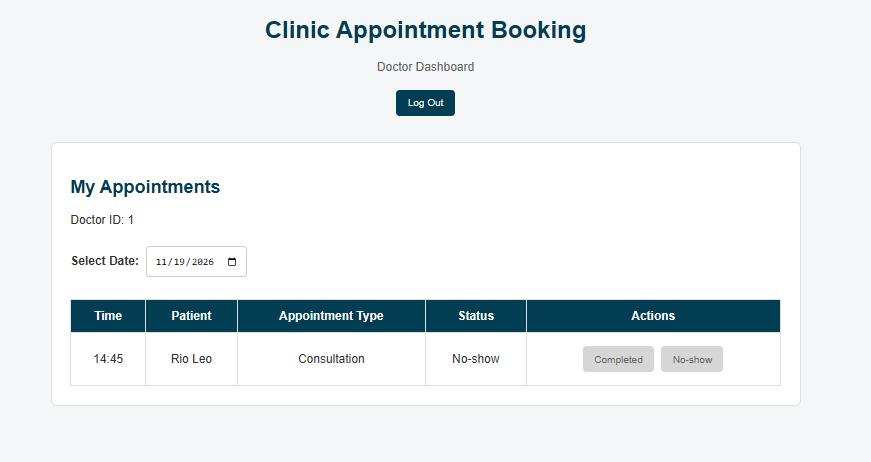 Clinic Appointment Booking
Doctor Dashboard
Log Out
My Appointments
Doctor ID: 1
Select Date: 11/19/2026
Time Patient Appointment Type Status Actions
14:45 Rio Leo Consultation No-show Completed No-show